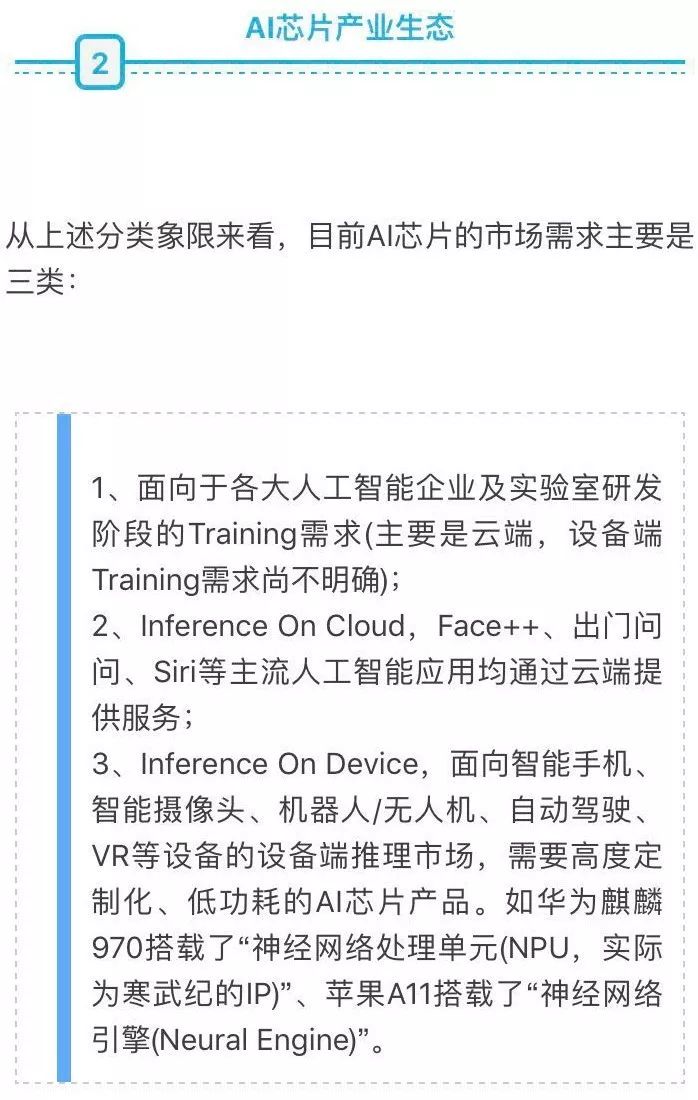 AI芯片产业生态
2
从上述分类象限来看，目前AI芯片的市场需求主要是
三类：
1、面向于各大人工智能企业及实验室研发
阶段的Training需求(主要是云端，设备端
Training需求尚不明确)；
2、Inference On Cloud，Face++、出门问
问、Siri等主流人工智能应用均通过云端提
供服务；
3、Inference On Device，面向智能手机、
智能摄像头、机器人/无人机、自动驾驶、
VR等设备的设备端推理市场，需要高度定
制化、低功耗的AI芯片产品。如华为麒麟
970搭载了“神经网络处理单元(NPU，实际
为寒武纪的IP)”、苹果A11搭载了“神经网络
引擎(Neural Engine)”。